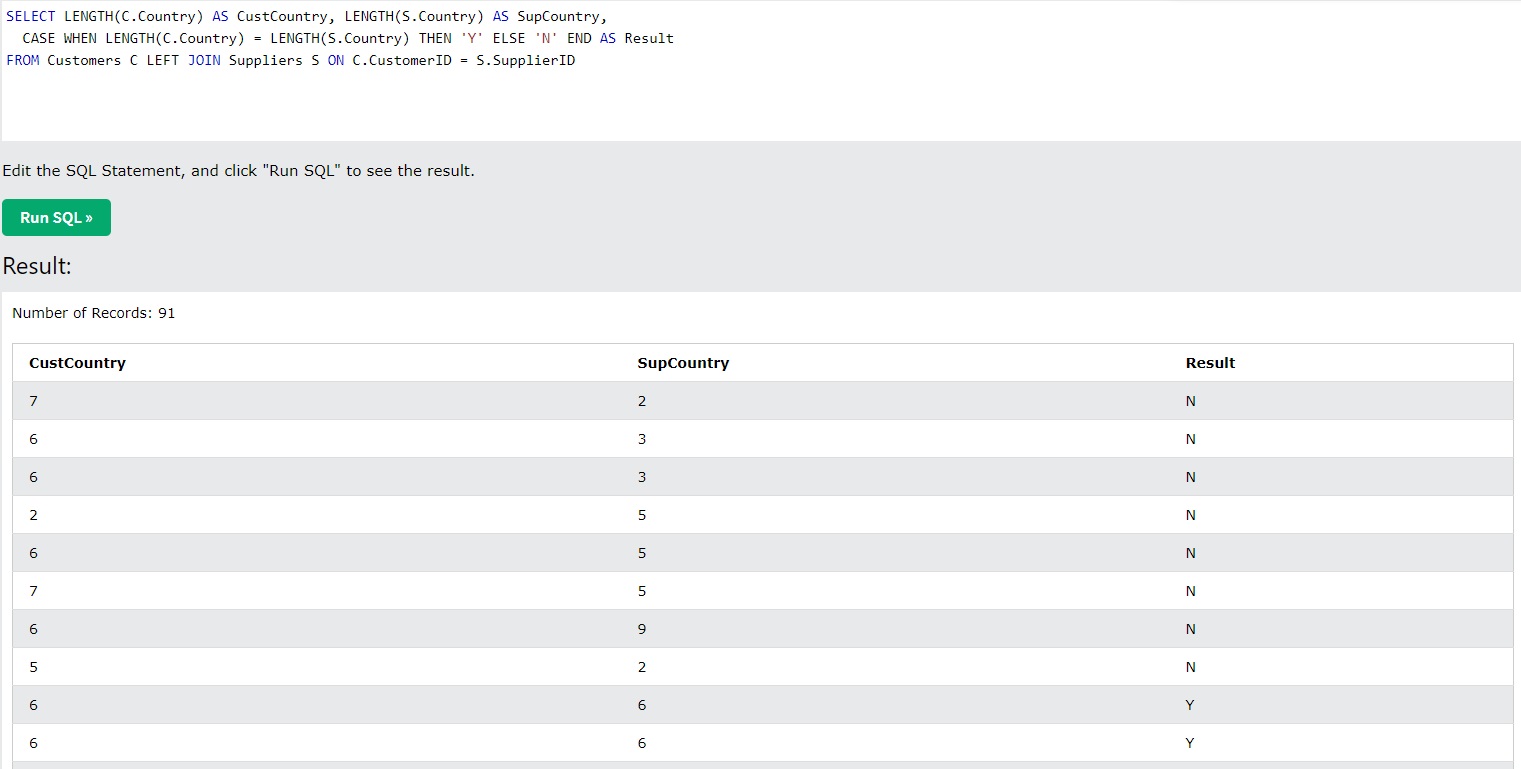 SELECT LENGTH(C.Country) AS CustCountry, LENGTH(S.Country) AS SupCountry,
CASE WHEN LENGTH(C.Country) = LENGTH(S.Country) THEN 'Y' ELSE 'N' END AS Result
FROM Customers C LEFT JOIN Suppliers S ON C.CustomerID = S.SupplierID
Edit the SQL Statement, and click "Run SQL" to see the result.
Run SQL »
Result:
Number of Records: 91
CustCountry SupCountry Result
7 2 N
6 3 N
6 3 N
2 5 N
6 5 N
7 5 N
6 9 N
5 2 N
6 6 Y
6 6 Y